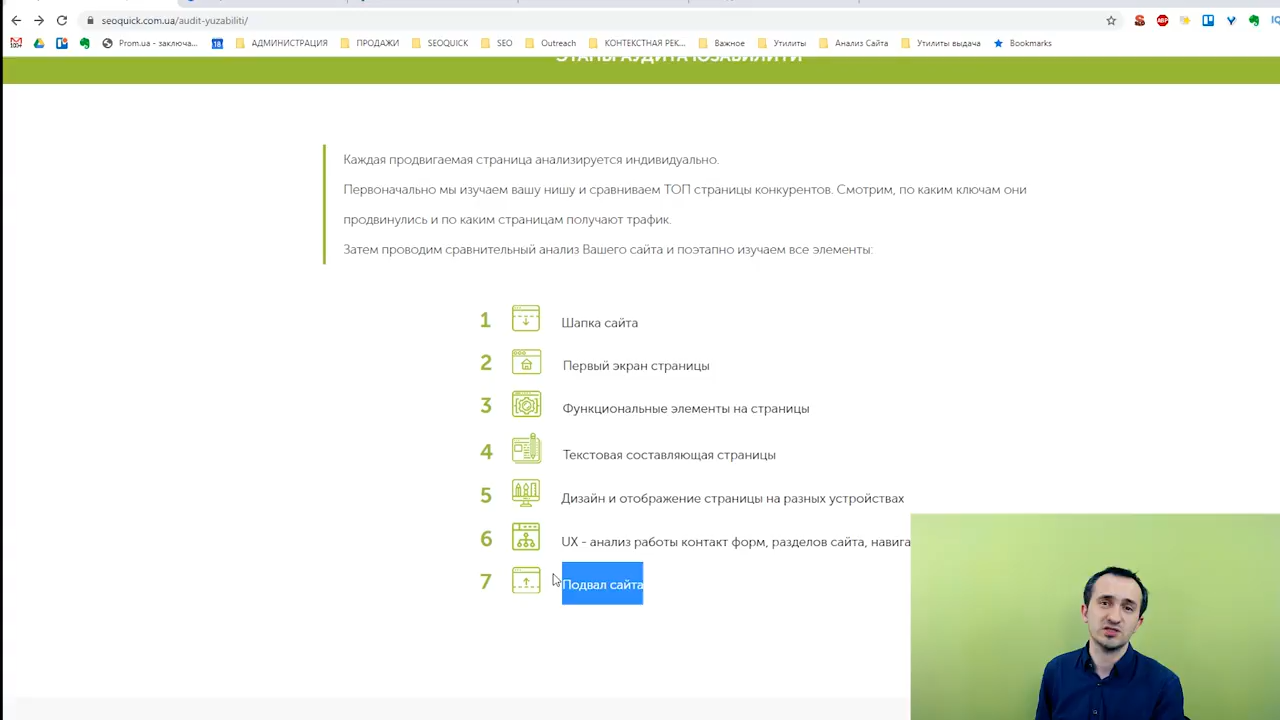 seoquick.com.ua/audit-yuzabiliti/
Prom.ua - заключа...
АДМИНИСТРАЦИЯ
ПРОДАЖИ
SEOQUICK
SEO
Outreach
КОНТЕКСТНАЯ РЕК...
Важное
Утилиты
Анализ Сайта
Утилиты выдача
Bookmarks
ЭТАПЫ АУДИТА ЮЗАБИЛИТИ
Каждая продвигаемая страница анализируется индивидуально.
Первоначально мы изучаем вашу нишу и сравниваем ТОП страницы конкурентов. Смотрим, по каким ключам они
продвинулись и по каким страницам получают трафик.
Затем проводим сравнительный анализ Вашего сайта и поэтапно изучаем все элементы:
1 Шапка сайта
2 Первый экран страницы
3 Функциональные элементы на страницы
4 Текстовая составляющая страницы
5 Дизайн и отображение страницы на разных устройствах
6 UX - анализ работы контакт форм, разделов сайта, навига
7 Подвал сайта